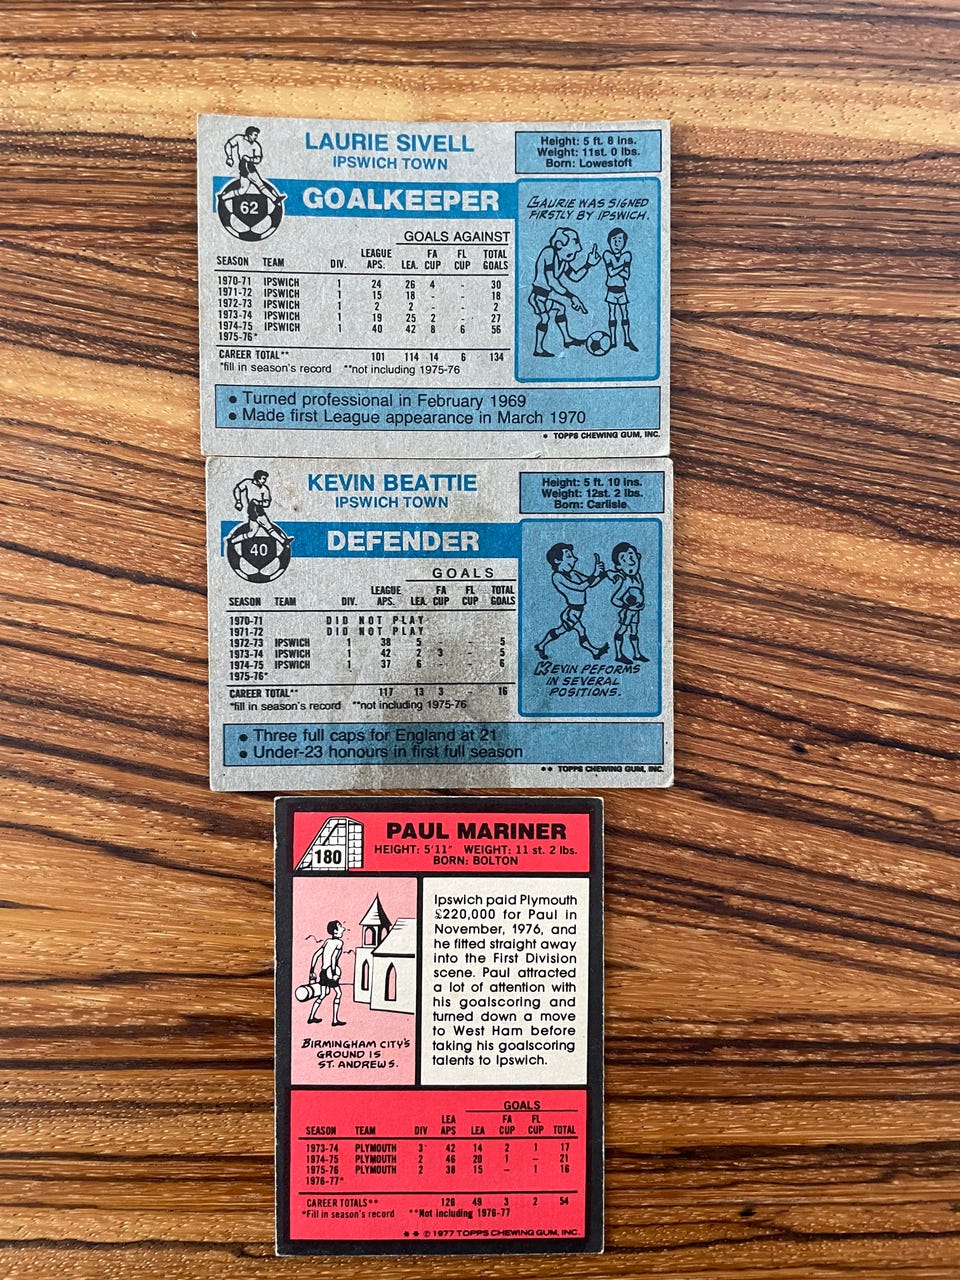 LAURIE SIVELL
IPSWICH TOWN
Height: 5 ft. 8 ins.
Weight: 11st. 0 lbs.
Born: Lowestoft
62
GOALKEEPER
LAURIE WAS SIGNED
FIRSTLY BY IPSWICH.
GOALS AGAINST
LEAGUE FA FL TOTAL
SEASON TEAM DIV. APS: LEA. CUP CUP GOALS
1970-71 IPSWICH 1 24 26 4 - 30
1971-72 IPSWICH 1 15 18 - - 18
1972-73 IPSWICH 1 2 2 - - 2
1973-74 IPSWICH 1 19 25 2 - 27
1974-75 IPSWICH 1 40 42 8 6 56
1975-76*
CAREER TOTAL** 101 114 14 6 134
*fill in season's record **not including 1975-76
● Turned professional in February 1969
● Made first League appearance in March 1970
* TOPPS CHEWING GUM, INC.
KEVIN BEATTIE
IPSWICH TOWN
Height: 5 ft. 10 ins.
Weight: 12st. 2 lbs.
Born: Carlisle
40
DEFENDER
GOALS
LEAGUE FA FL TOTAL
SEASON TEAM DIV. APS. LEA. CUP CUP GOALS
1970-71 DID NOT PLAY
1971-72 DID NOT PLAY
1972-73 IPSWICH 1 38 5 - - 5
1973-74 IPSWICH 1 42 2 3 - 5
1974-75 IPSWICH 1 37 6 - - 6
1975-76*
CAREER TOTAL** 117 13 3 - 16
*fill in season's record **not including 1975-76
KEVIN PEFORMS
IN SEVERAL
POSITIONS.
● Three full caps for England at 21
● Under-23 honours in first full season
** TOPPS CHEWING GUM, INC.
180
PAUL MARINER
HEIGHT: 5'11" WEIGHT: 11 st. 2 lbs.
BORN: BOLTON
BIRMINGHAM CITY'S
GROUND IS
ST. ANDREWS.
Ipswich paid Plymouth
£220,000 for Paul in
November, 1976, and
he fitted straight away
into the First Division
scene. Paul attracted
a lot of attention with
his goalscoring and
turned down a move
to West Ham before
taking his goalscoring
talents to Ipswich.
GOALS
LEA FA FL
SEASON TEAM DIV APS LEA CUP CUP TOTAL
1973-74 PLYMOUTH 3 42 14 2 1 17
1974-75 PLYMOUTH 2 46 20 1 - 21
1975-76 PLYMOUTH 2 38 15 - 1 16
1976-77*
CAREER TOTALS** 126 49 3 2 54
*Fill in season's record **Not including 1976-77
** © 1977 TOPPS CHEWING GUM, INC.